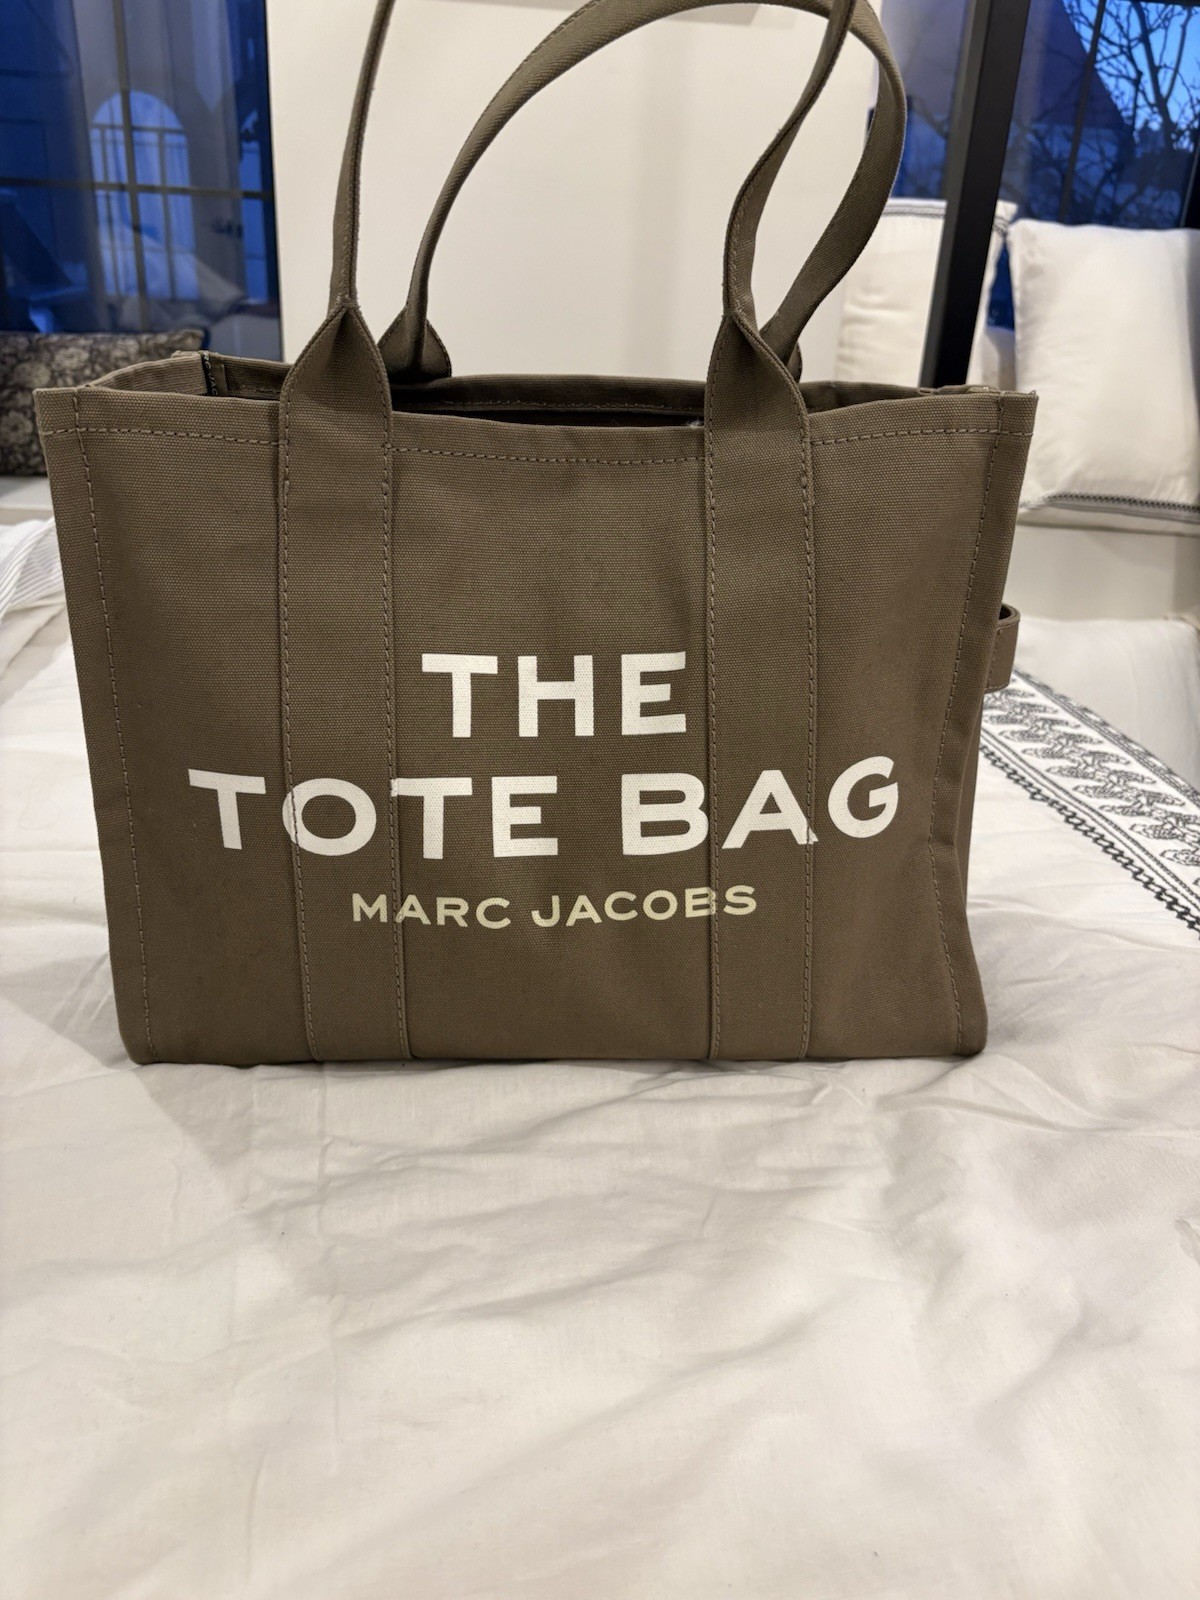 THE
TOTE BAG
MARC JACOBS